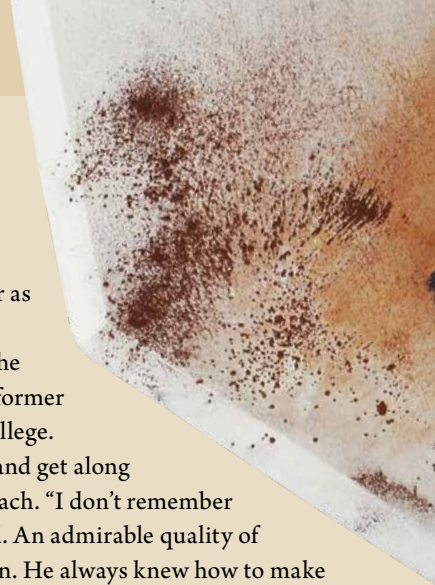 r as
he
former
llege.
and get along
ach. “I don’t remember
. An admirable quality of
n. He always knew how to make